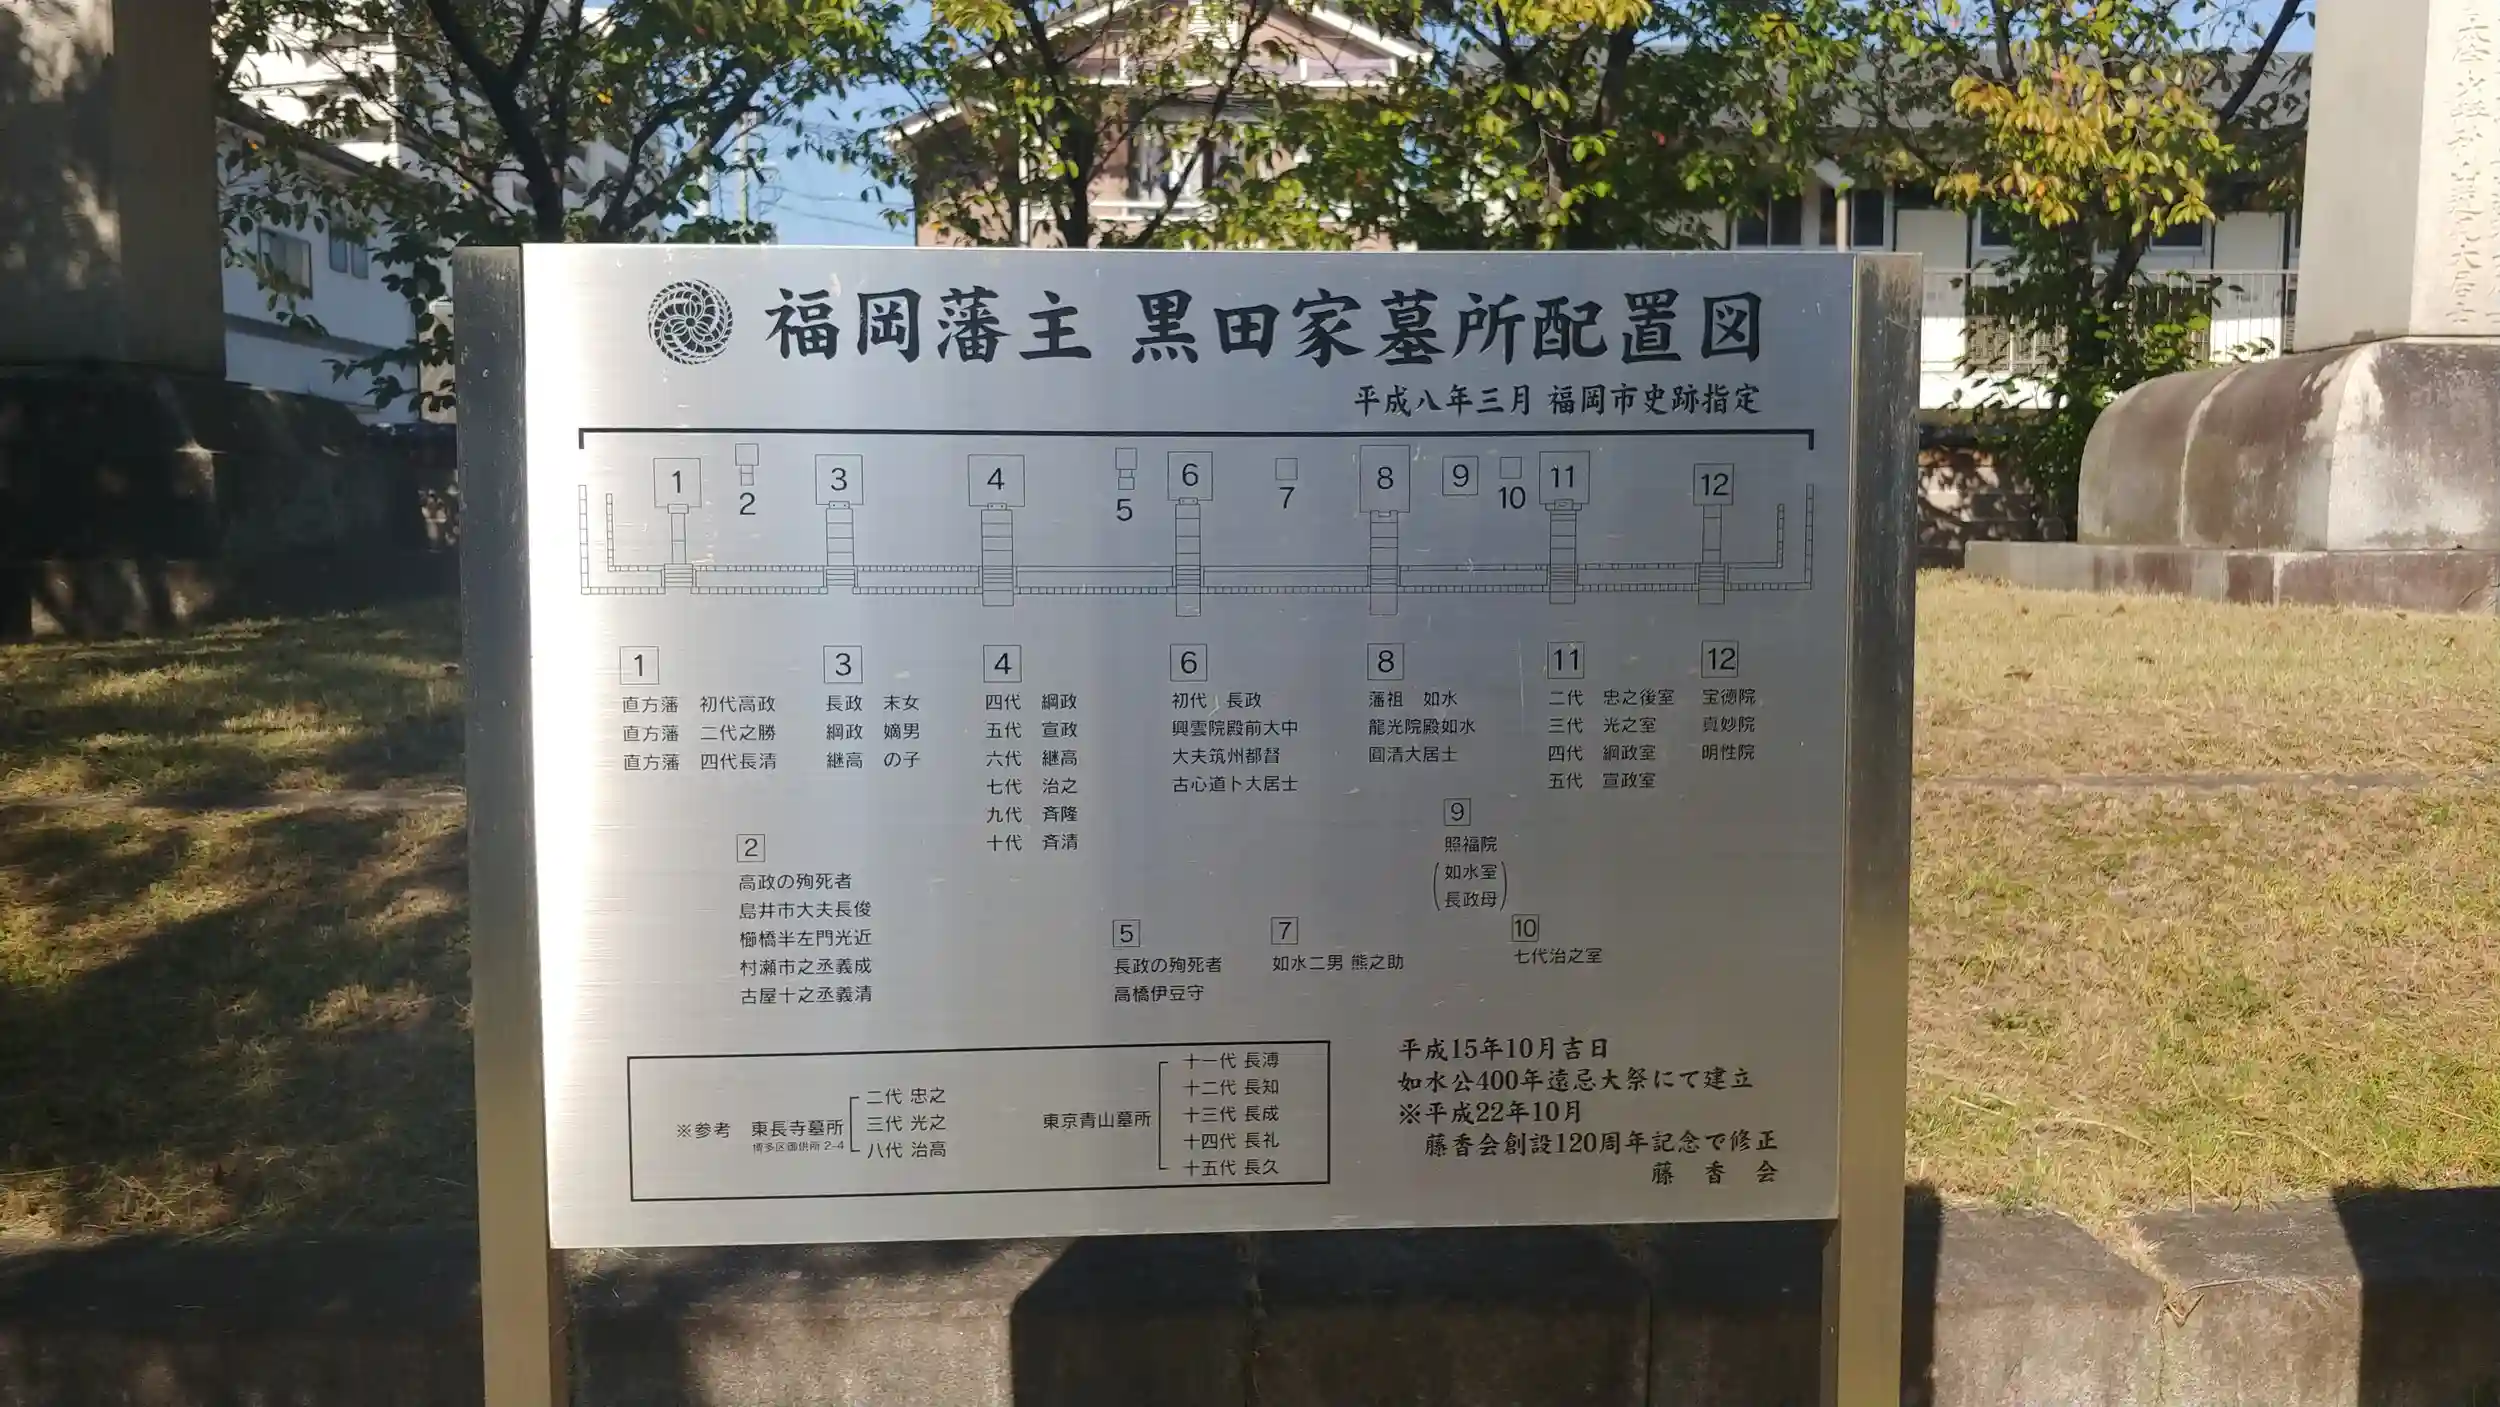 福岡藩主 黒田家墓所配置図
平成八年三月 福岡市史跡指定
1
2
3
4
5
6
7
8
9
10
11
12
1
直方藩 初代高政
直方藩 二代之勝
直方藩 四代長清
3
長政 末女
綱政 嫡男
継高 の子
4
四代 綱政
五代 宣政
六代 継高
七代 治之
九代 斉隆
十代 斉清
6
初代 長政
興雲院殿前大中
大夫筑州都督
古心道卜大居士
8
藩祖 如水
龍光院殿如水
圓清大居士
11
二代 忠之後室
三代 光之室
四代 綱政室
五代 宣政室
12
宝德院
真妙院
明性院
2
高政の殉死者
島井市大夫長俊
櫛橋半左門光近
村瀬市之丞義成
古屋十之丞義清
5
長政の殉死者
高橋伊豆守
7
如水二男 熊之助
9
照福院
(如水室
長政母)
10
七代治之室
※参考 東長寺墓所
博多区御供所 2-4
二代 忠之
三代 光之
八代 治高
東京青山墓所
十一代 長溥
十二代 長知
十三代 長成
十四代 長礼
十五代 長久
平成15年10月吉日
如水公400年遠忌大祭にて建立
※平成22年10月
藤香会創設120周年記念で修正
藤 香 会